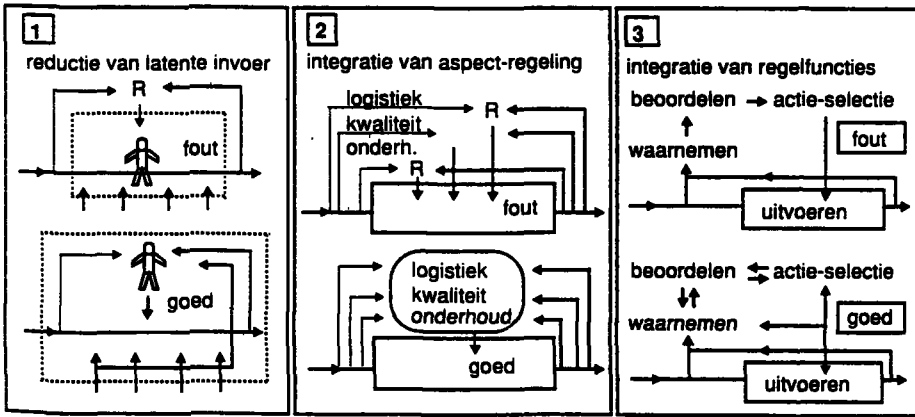 1
reductie van latente invoer
R
fout
goed
2
integratie van aspect-regeling
logistiek
R
kwaliteit
onderh.
R
fout
logistiek
kwaliteit
onderhoud
goed
3
integratie van regelfuncties
beoordelen actie-selectie
fout
waarnemen
uitvoeren
beoordelen actie-selectie
goed
waarnemen
uitvoeren